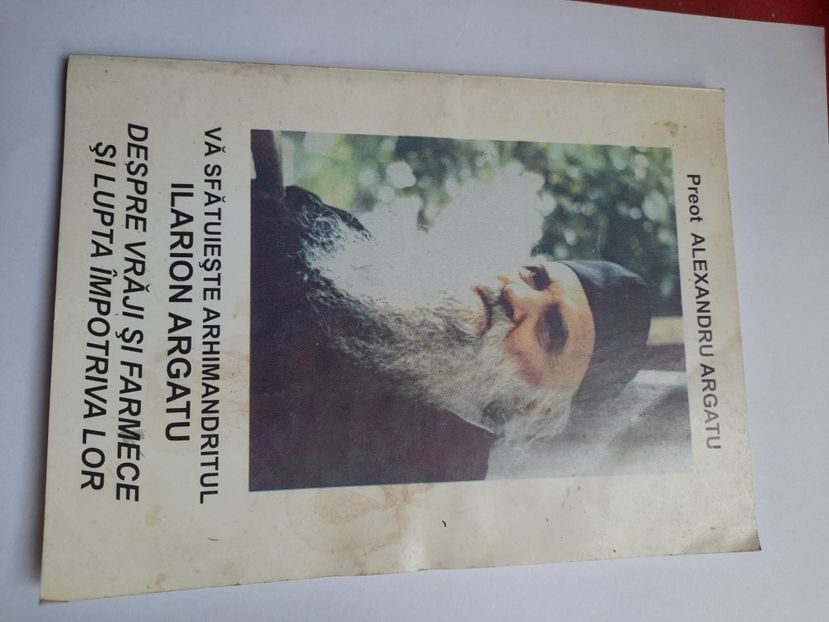 Preot ALEXANDRU ARGATU
VĂ SFĂTUIEŞTE ARHIMANDRITUL
ILARION ARGATU
DESPRE VRĂJI ŞI FARMECE
ŞI LUPTA ÎMPOTRIVA LOR